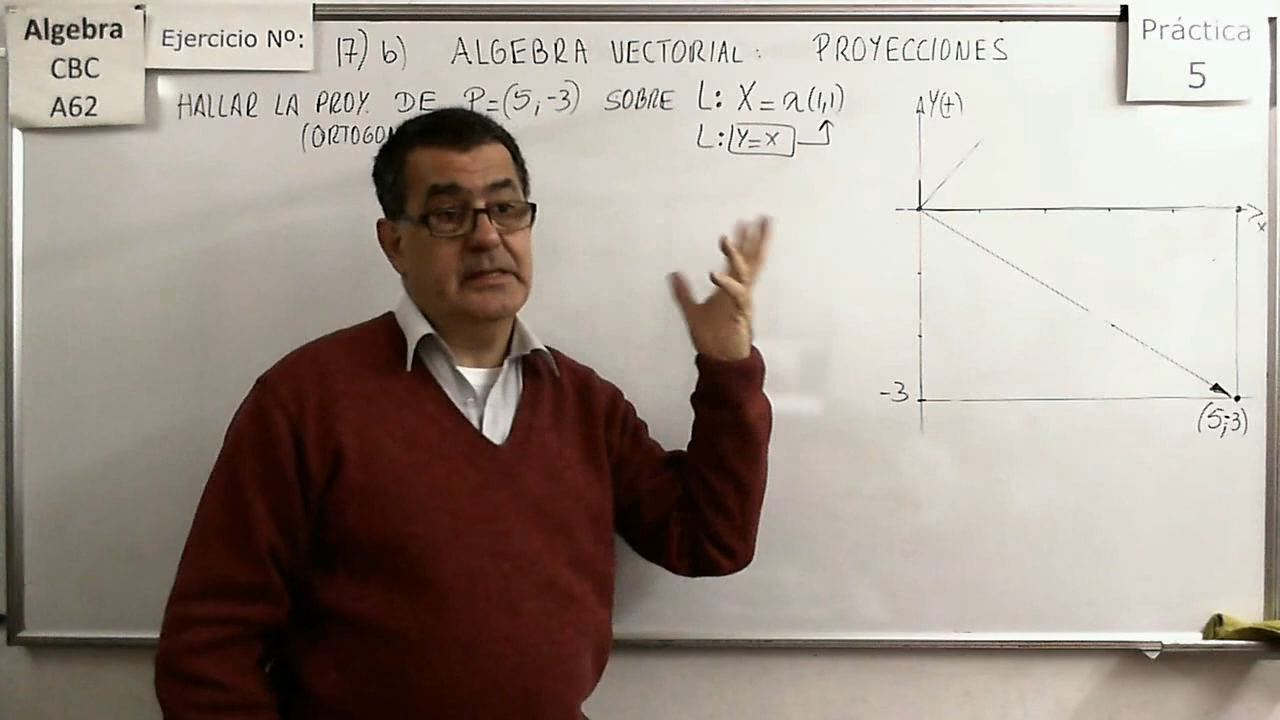 Algebra
CBC
A62
Ejercicio Nº:
17) b) ALGEBRA VECTORIAL: PROYECCIONES
Práctica
5
HALLAR LA PROY. DE P=(5;-3) SOBRE L: X=λ(1,1)
(ORTOGON
L: y=x
y(t)
x
-3
(5;-3)